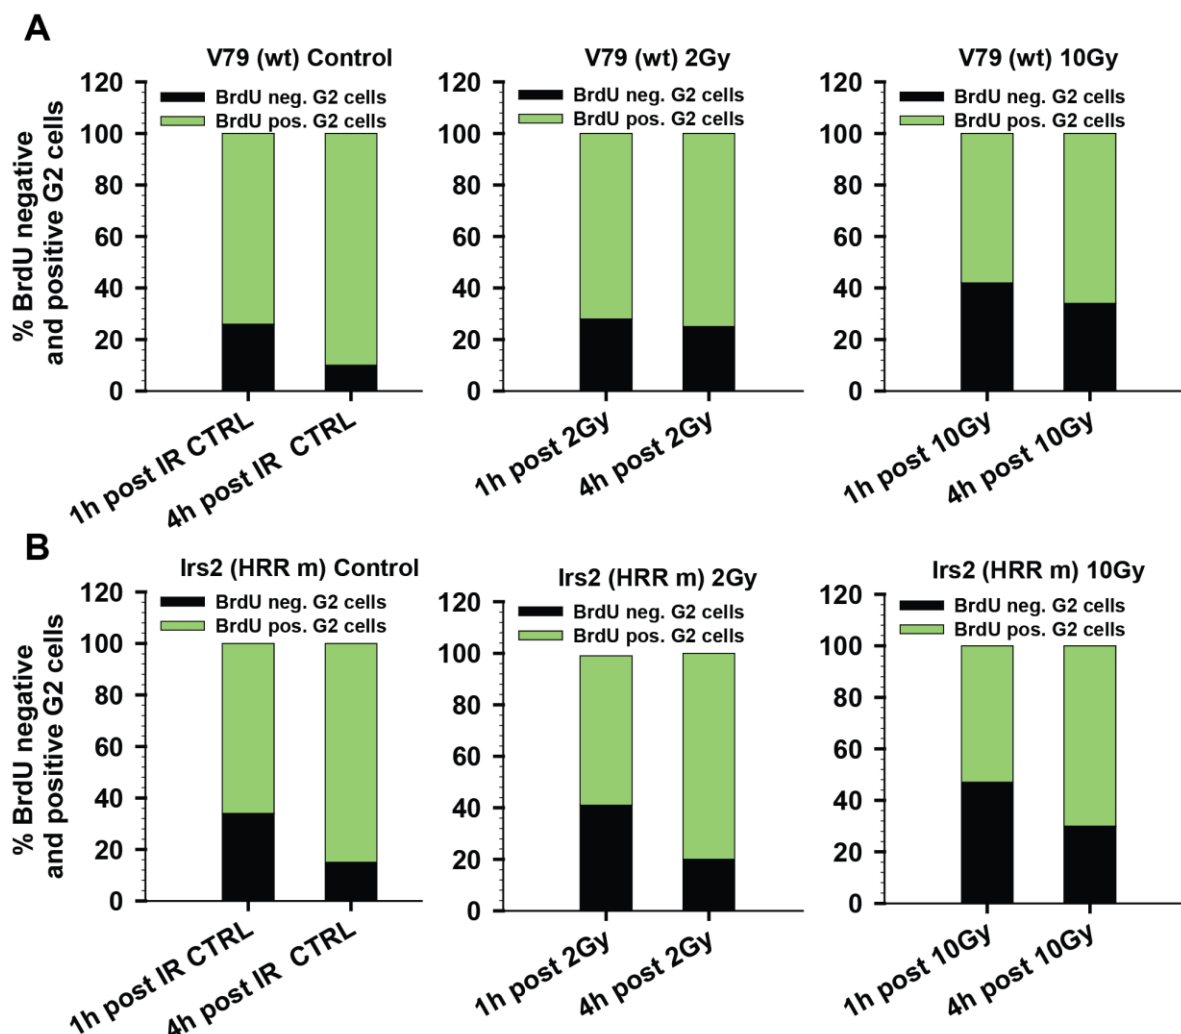 A
V79 (wt) Control
120
100
80
60
40
20
0
BrdU neg. G2 cells
BrdU pos. G2 cells
% BrdU negative
and positive G2 cells
1h post IR CTRL
4h post IR CTRL
V79 (wt) 2Gy
120
100
80
60
40
20
0
BrdU neg. G2 cells
BrdU pos. G2 cells
1h post 2Gy
4h post 2Gy
V79 (wt) 10Gy
120
100
80
60
40
20
0
BrdU neg. G2 cells
BrdU pos. G2 cells
1h post 10Gy
4h post 10Gy
B
Irs2 (HRR m) Control
120
100
80
60
40
20
0
BrdU neg. G2 cells
BrdU pos. G2 cells
% BrdU negative
and positive G2 cells
1h post IR CTRL
4h post IR CTRL
Irs2 (HRR m) 2Gy
120
100
80
60
40
20
0
BrdU neg. G2 cells
BrdU pos. G2 cells
1h post 2Gy
4h post 2Gy
Irs2 (HRR m) 10Gy
120
100
80
60
40
20
0
BrdU neg. G2 cells
BrdU pos. G2 cells
1h post 10Gy
4h post 10Gy